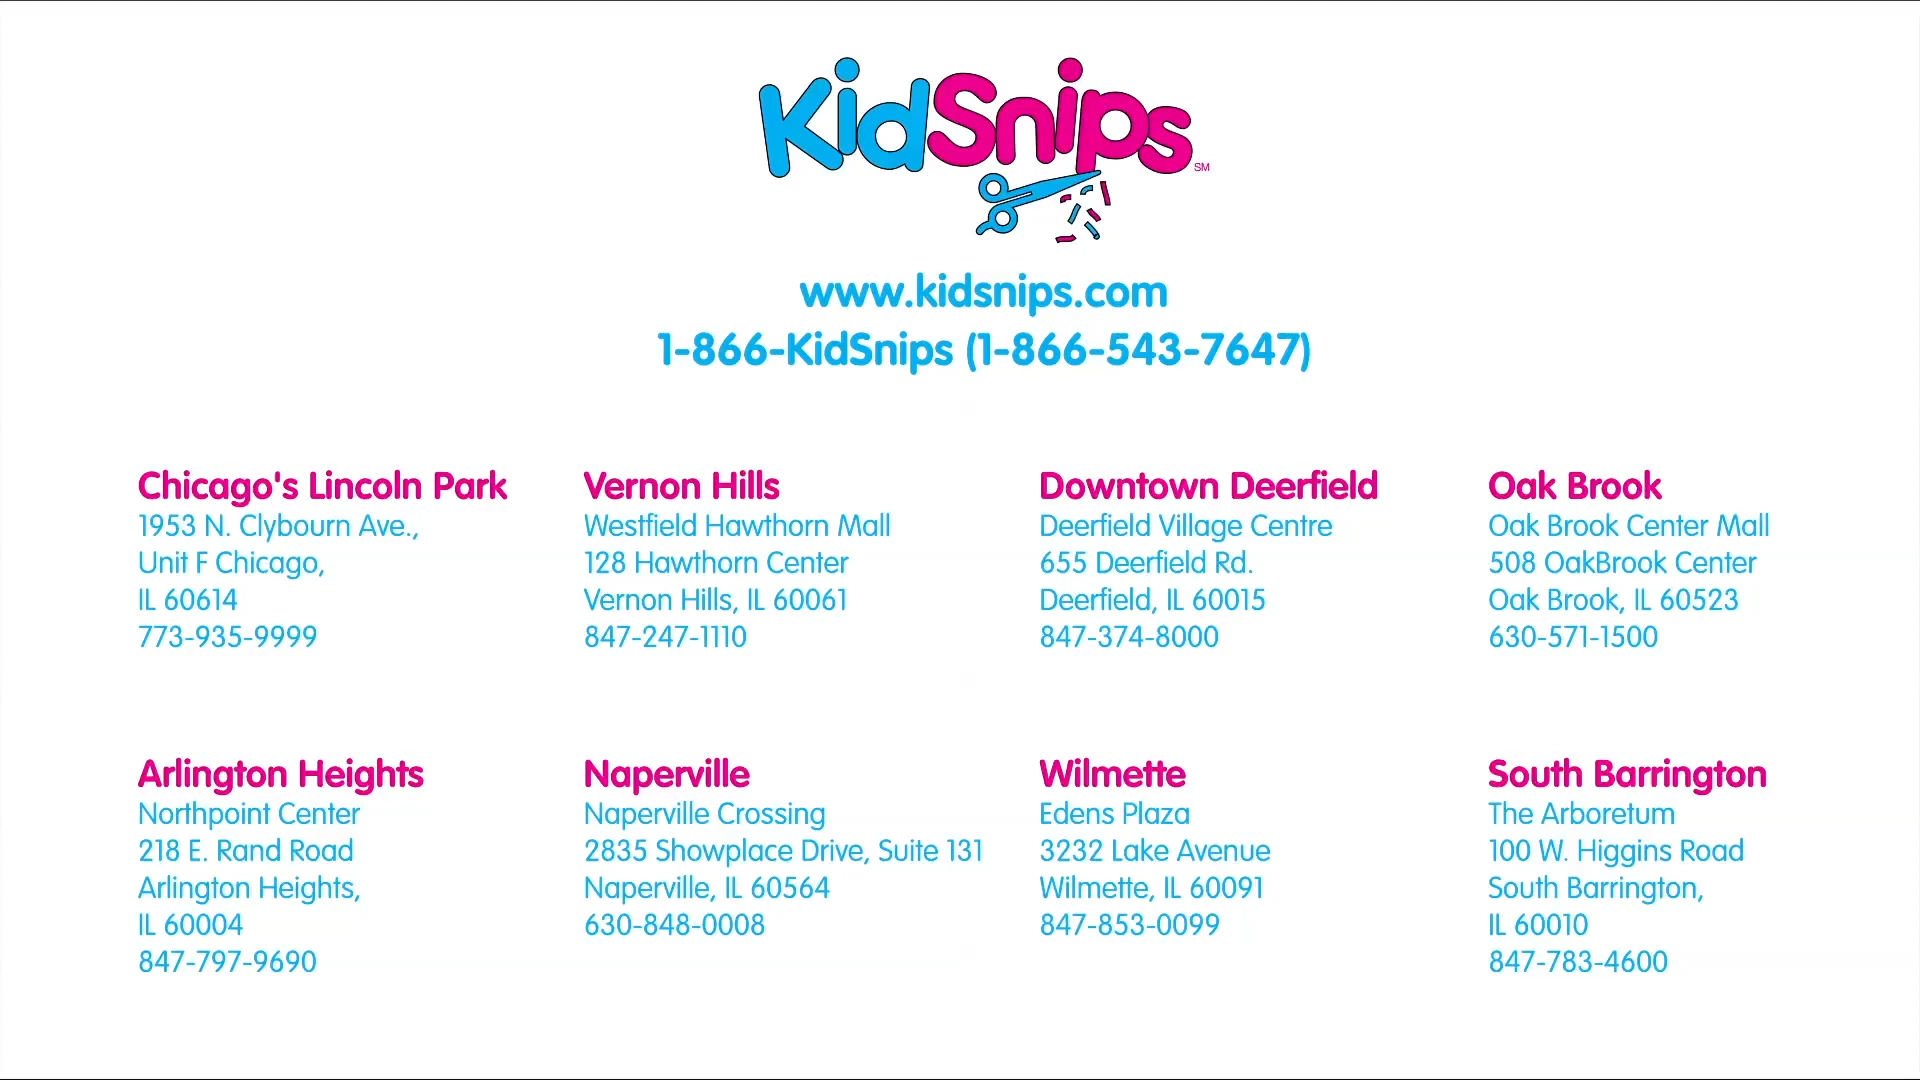 KidSnips SM
www.kidsnips.com
1-866-KidSnips (1-866-543-7647)
Chicago's Lincoln Park
1953 N. Clybourn Ave.,
Unit F Chicago,
IL 60614
773-935-9999
Vernon Hills
Westfield Hawthorn Mall
128 Hawthorn Center
Vernon Hills, IL 60061
847-247-1110
Downtown Deerfield
Deerfield Village Centre
655 Deerfield Rd.
Deerfield, IL 60015
847-374-8000
Oak Brook
Oak Brook Center Mall
508 OakBrook Center
Oak Brook, IL 60523
630-571-1500
Arlington Heights
Northpoint Center
218 E. Rand Road
Arlington Heights,
IL 60004
847-797-9690
Naperville
Naperville Crossing
2835 Showplace Drive, Suite 131
Naperville, IL 60564
630-848-0008
Wilmette
Edens Plaza
3232 Lake Avenue
Wilmette, IL 60091
847-853-0099
South Barrington
The Arboretum
100 W. Higgins Road
South Barrington,
IL 60010
847-783-4600